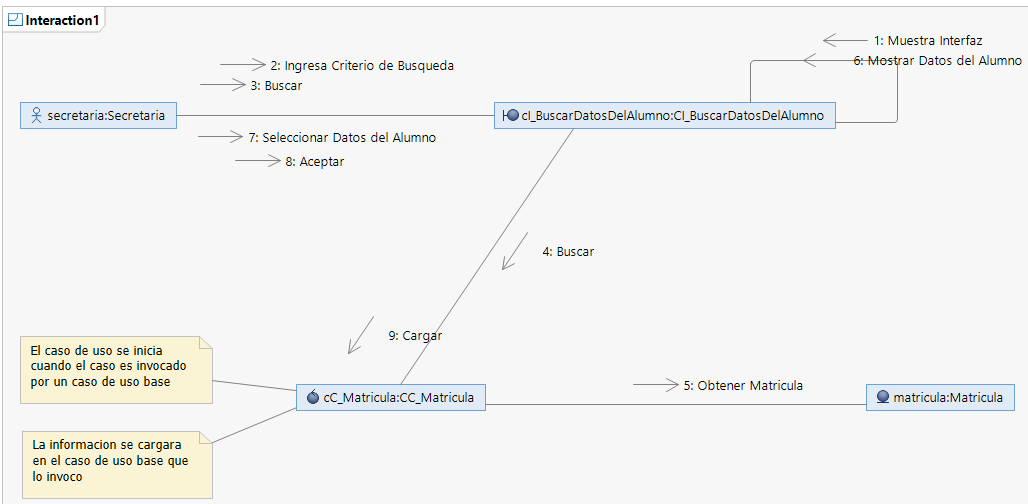 Interaction1
1: Muestra Interfaz
6: Mostrar Datos del Alumno
2: Ingresa Criterio de Busqueda
3: Buscar
secretaria:Secretaria
cI_BuscarDatosDelAlumno:CI_BuscarDatosDelAlumno
7: Seleccionar Datos del Alumno
8: Aceptar
4: Buscar
9: Cargar
El caso de uso se inicia
cuando el caso es invocado
por un caso de uso base
5: Obtener Matricula
cC_Matricula:CC_Matricula
matricula:Matricula
La informacion se cargara
en el caso de uso base que
lo invoco